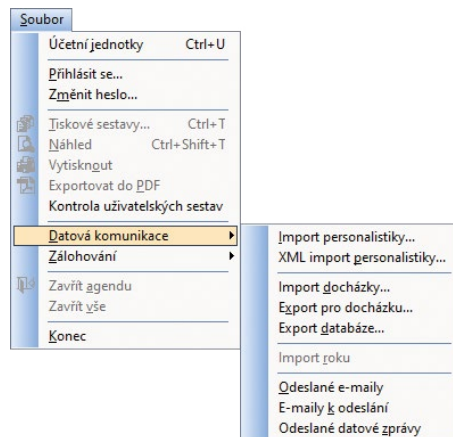 Soubor
Účetní jednotky Ctrl+U
Přihlásit se...
Změnit heslo...
Tiskové sestavy... Ctrl+T
Náhled Ctrl+Shift+T
Vytisknout
Exportovat do PDF
Kontrola uživatelských sestav
Datová komunikace
Zálohování
Zavřít agendu
Zavřít vše
Konec
Import personalistiky...
XML import personalistiky...
Import docházky...
Export pro docházku...
Export databáze...
Import roku
Odeslané e-maily
E-maily k odeslání
Odeslané datové zprávy